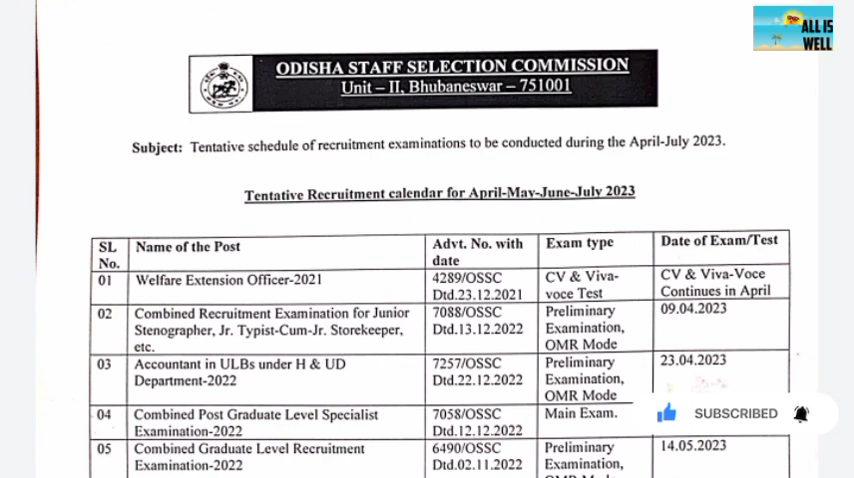 ALL IS
WELL
ODISHA STAFF SELECTION COMMISSION
Unit – II, Bhubaneswar – 751001
Subject: Tentative schedule of recruitment examinations to be conducted during the April-July 2023.
Tentative Recruitment calendar for April-May-June-July 2023
SL No. Name of the Post Advt. No. with date Exam type Date of Exam/Test
01 Welfare Extension Officer-2021 4289/OSSC Dtd.23.12.2021 CV & Viva-voce Test CV & Viva-Voce Continues in April
02 Combined Recruitment Examination for Junior Stenographer, Jr. Typist-Cum-Jr. Storekeeper, etc. 7088/OSSC Dtd.13.12.2022 Preliminary Examination, OMR Mode 09.04.2023
03 Accountant in ULBs under H & UD Department-2022 7257/OSSC Dtd.22.12.2022 Preliminary Examination, OMR Mode 23.04.2023
04 Combined Post Graduate Level Specialist Examination-2022 7058/OSSC Dtd.12.12.2022 Main Exam.
SUBSCRIBED
05 Combined Graduate Level Recruitment Examination-2022 6490/OSSC Dtd.02.11.2022 Preliminary Examination, 14.05.2023